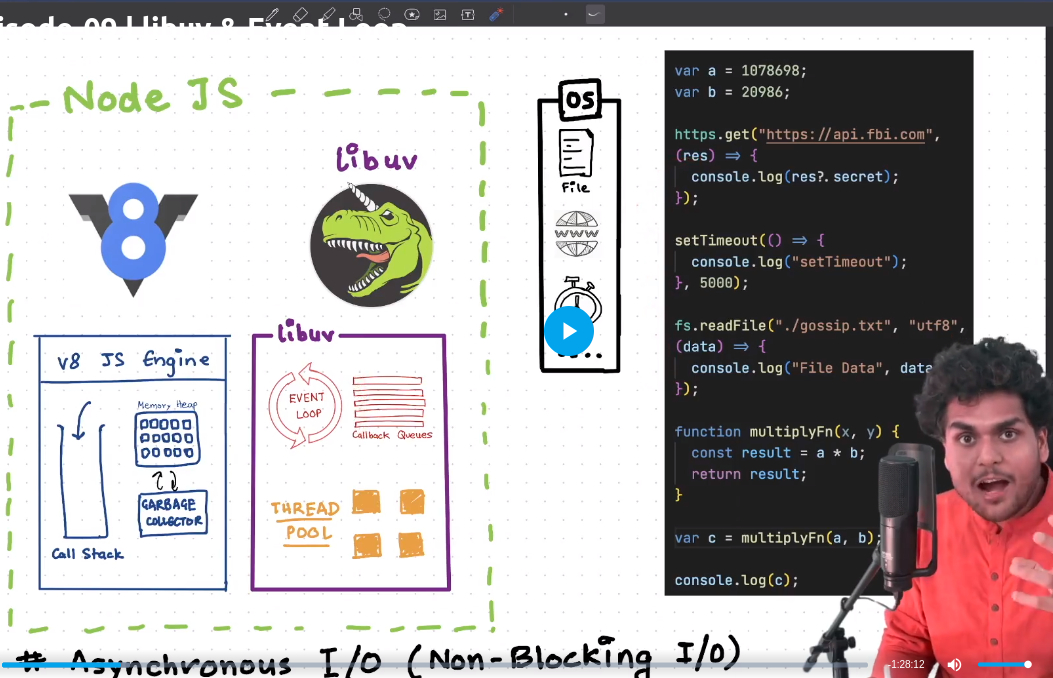 isode-09 | libuv & Event Loop
Node JS
libuv
8
V8 JS Engine
Memory Heap
GARBAGE
COLLECTOR
Call Stack
libuv
EVENT
LOOP
Callback Queues
THREAD
POOL
OS
File
www
var a = 1078698;
var b = 20986;
https.get("https://api.fbi.com",
(res) => {
console.log(res?.secret);
});
setTimeout(() => {
console.log("setTimeout");
}, 5000);
fs.readFile("./gossip.txt", "utf8",
(data) => {
console.log("File Data", data
});
function multiplyFn(x, y) {
const result = a * b;
return result;
}
var c = multiplyFn(a, b);
console.log(c);
# Asynchronous I/O (Non-Blocking I/O)
-1:28:12